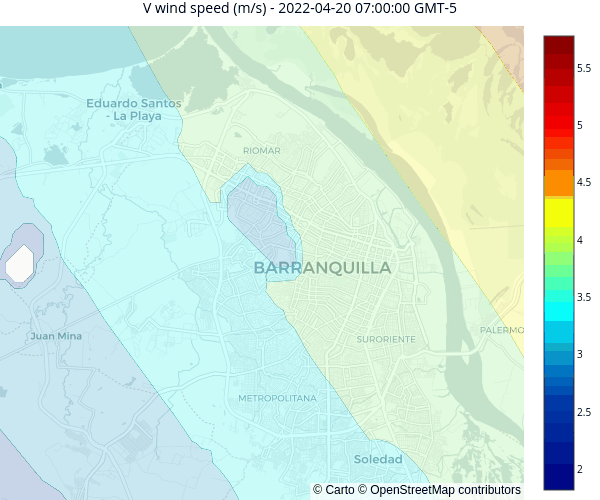 V wind speed (m/s) - 2022-04-20 07:00:00 GMT-5
5.5
5
4.5
4
3.5
3
2.5
2
Eduardo Santos
- La Playa
RIOMAR
BARRANQUILLA
Juan Mina
SURORIENTE
PALERMO
METROPOLITANA
Soledad
© Carto © OpenStreetMap contributors